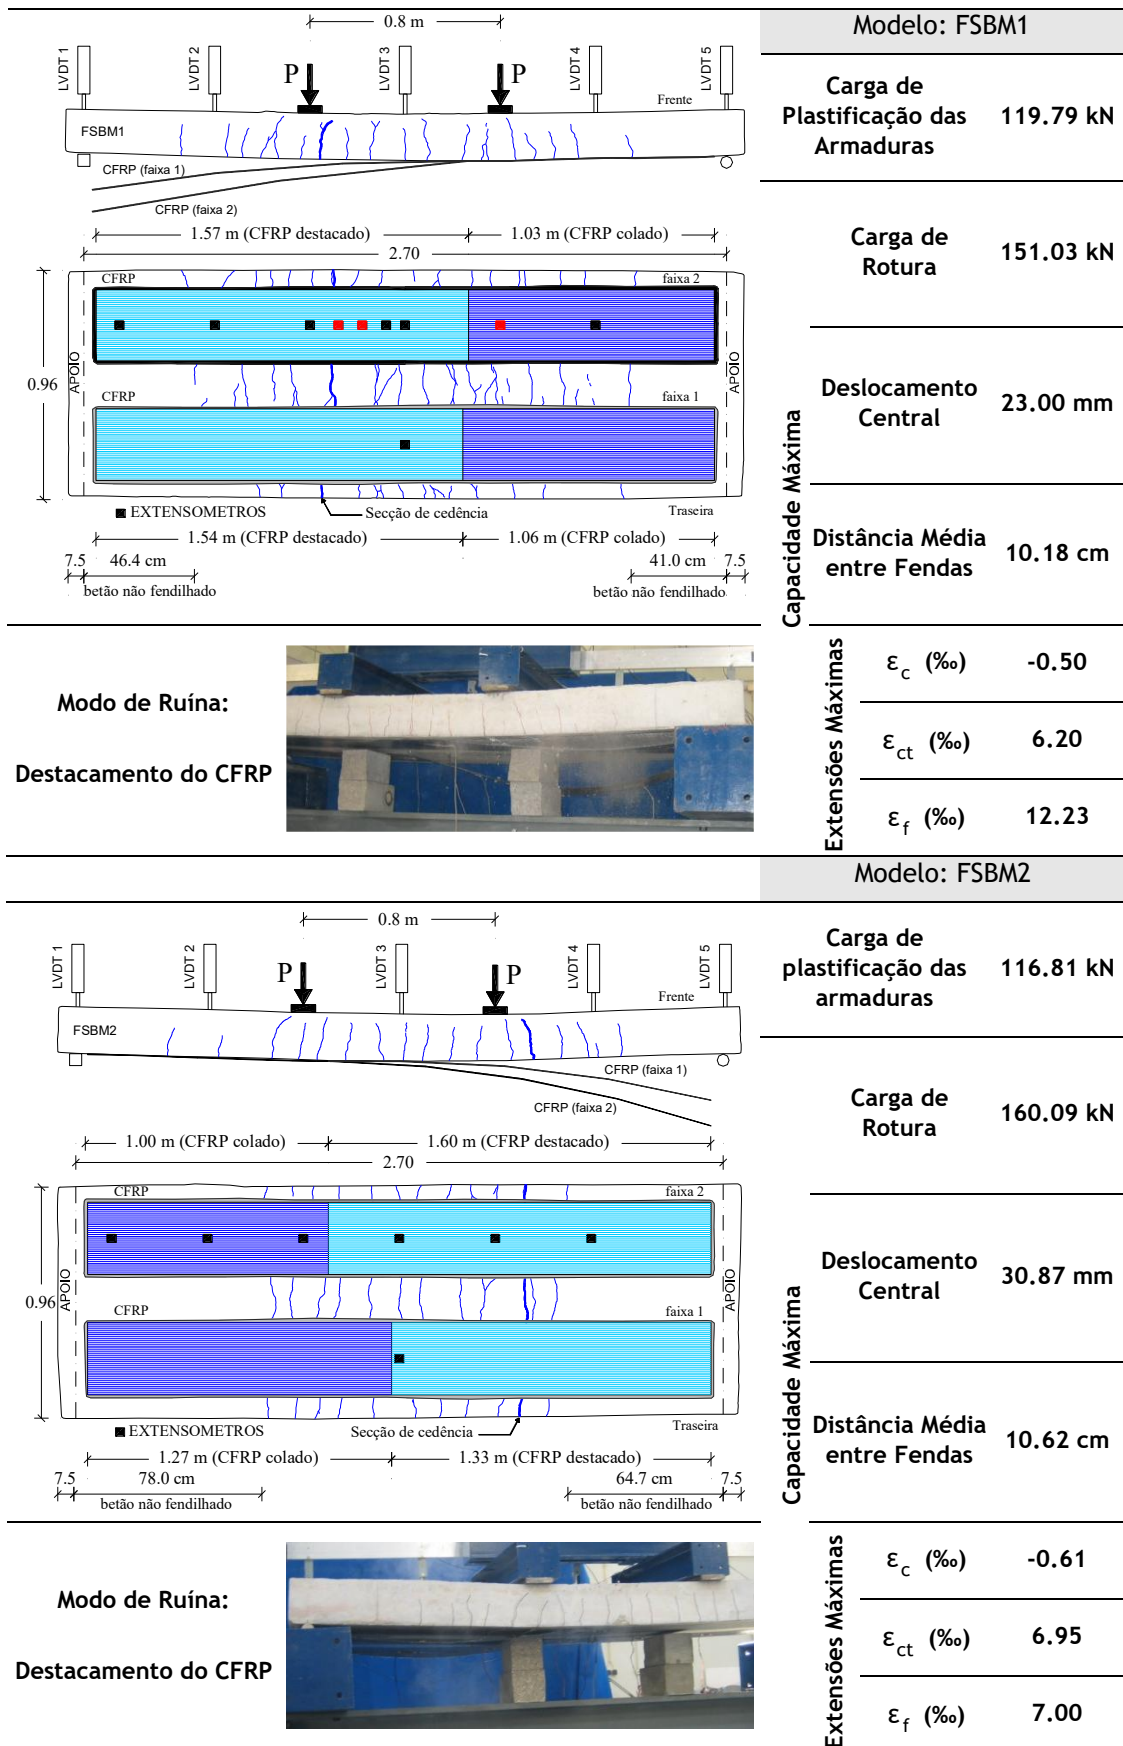 Modelo: FSBM1
0.8 m
LVDT 1
LVDT 2
P
LVDT 3
P
LVDT 4
LVDT 5
Frente
FSBM1
CFRP (faixa 1)
CFRP (faixa 2)
1.57 m (CFRP destacado)
1.03 m (CFRP colado)
2.70
CFRP
faixa 2
APOIO
0.96
APOIO
CFRP
faixa 1
EXTENSOMETROS
Secção de cedência
Traseira
1.54 m (CFRP destacado)
1.06 m (CFRP colado)
7.5
46.4 cm
41.0 cm
7.5
betão não fendilhado
betão não fendilhado
Carga de
Plastificação das
Armaduras
119.79 kN
Carga de
Rotura
151.03 kN
Capacidade Máxima
Deslocamento
Central
23.00 mm
Distância Média
entre Fendas
10.18 cm
Modo de Ruína:
Destacamento do CFRP
Extensões Máximas
εc (‰)
-0.50
εct (‰)
6.20
εf (‰)
12.23
Modelo: FSBM2
0.8 m
LVDT 1
LVDT 2
P
LVDT 3
P
LVDT 4
LVDT 5
Frente
FSBM2
CFRP (faixa 1)
CFRP (faixa 2)
1.00 m (CFRP colado)
1.60 m (CFRP destacado)
2.70
CFRP
faixa 2
APOIO
0.96
APOIO
CFRP
faixa 1
EXTENSOMETROS
Secção de cedência
Traseira
1.27 m (CFRP colado)
1.33 m (CFRP destacado)
7.5
78.0 cm
64.7 cm
7.5
betão não fendilhado
betão não fendilhado
Carga de
plastificação das
armaduras
116.81 kN
Carga de
Rotura
160.09 kN
Capacidade Máxima
Deslocamento
Central
30.87 mm
Distância Média
entre Fendas
10.62 cm
Modo de Ruína:
Destacamento do CFRP
Extensões Máximas
εc (‰)
-0.61
εct (‰)
6.95
εf (‰)
7.00